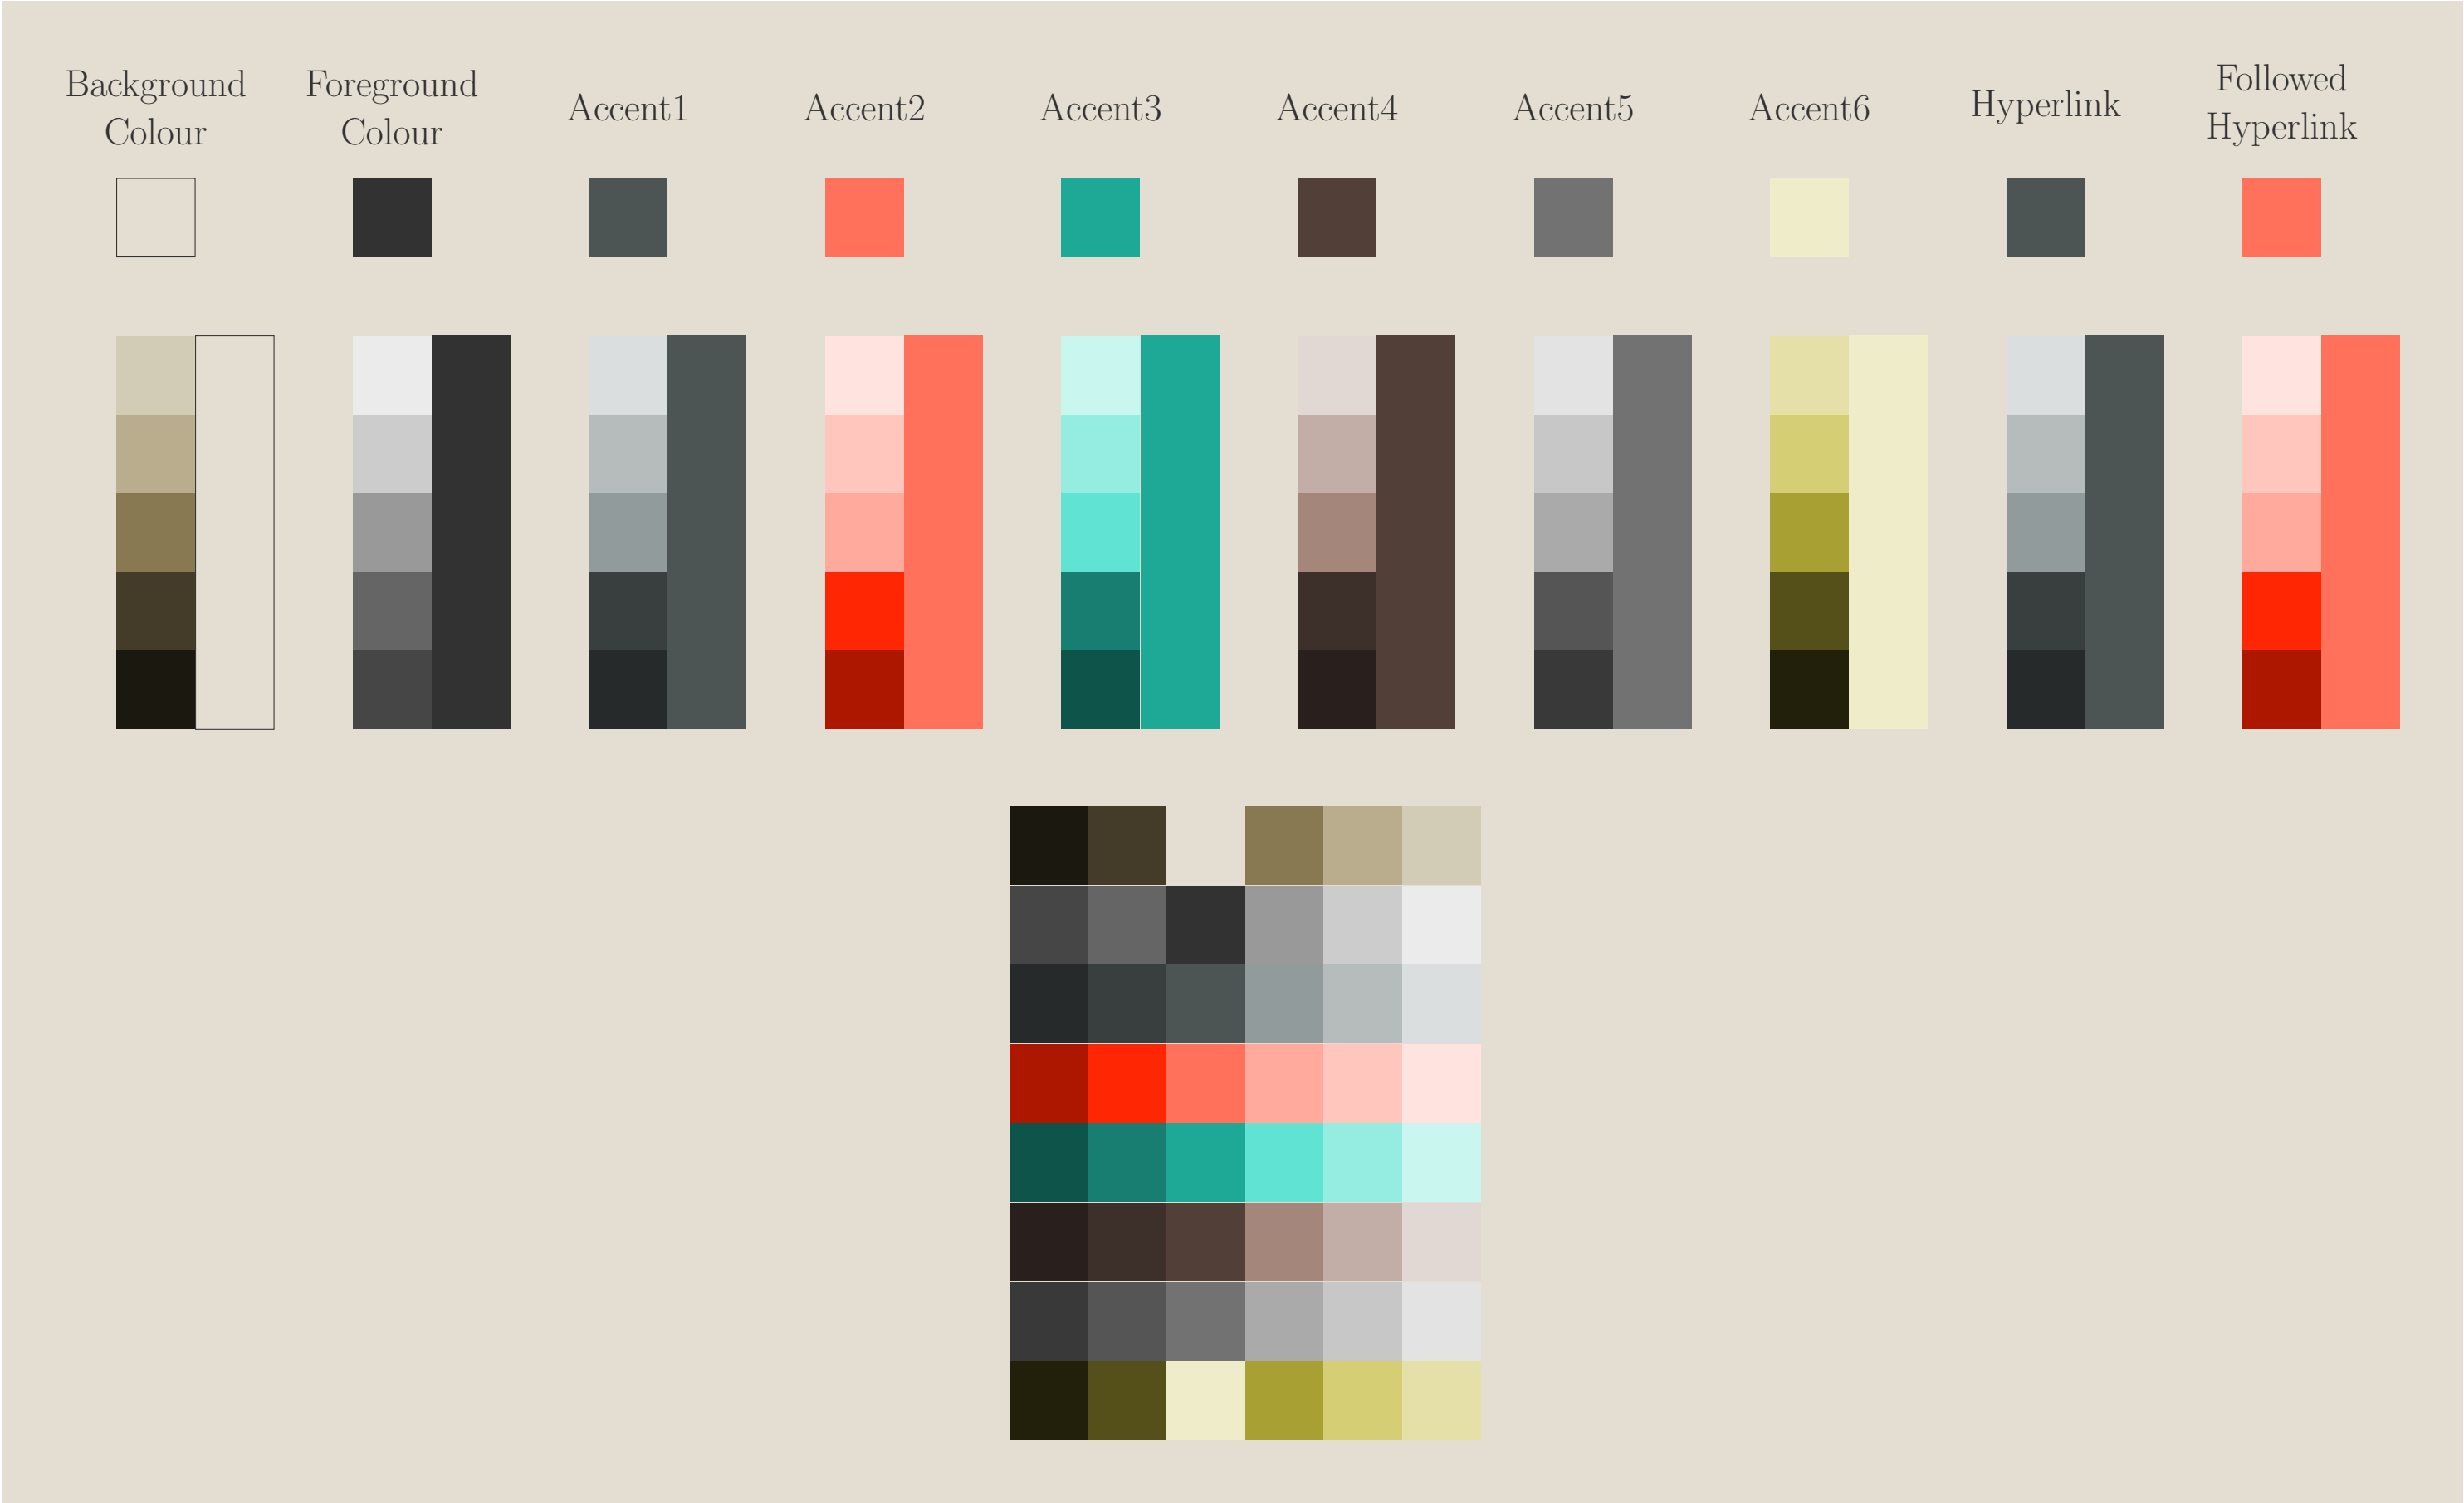 Background
Colour
Foreground
Colour
Accent1
Accent2
Accent3
Accent4
Accent5
Accent6
Hyperlink
Followed
Hyperlink